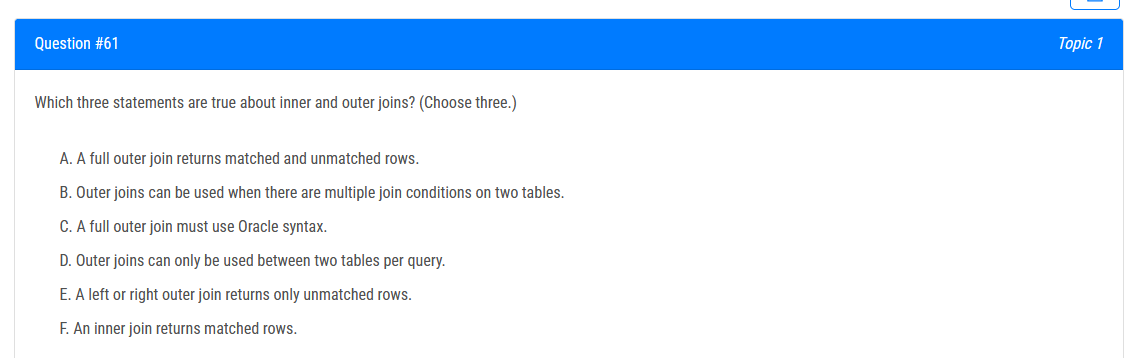 Question #61
Topic 1
Which three statements are true about inner and outer joins? (Choose three.)
A. A full outer join returns matched and unmatched rows.
B. Outer joins can be used when there are multiple join conditions on two tables.
C. A full outer join must use Oracle syntax.
D. Outer joins can only be used between two tables per query.
E. A left or right outer join returns only unmatched rows.
F. An inner join returns matched rows.